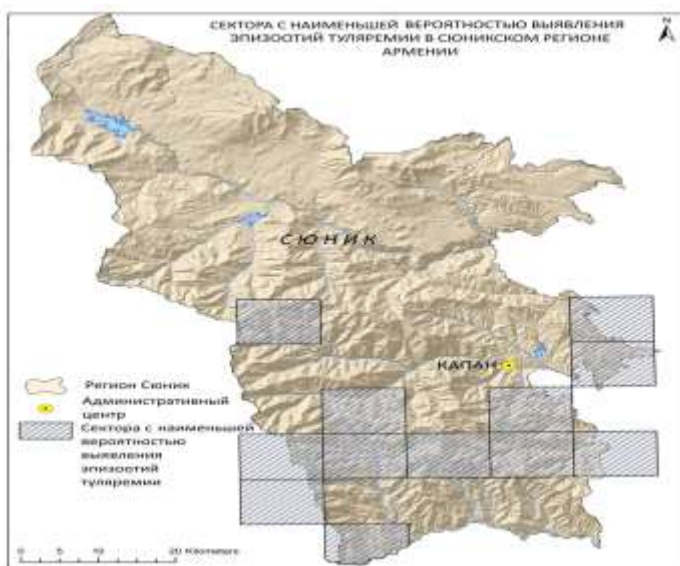 СЕКТОРА С НАИМЕНЬШЕЙ ВЕРОЯТНОСТЬЮ ВЫЯВЛЕНИЯ
ЭПИЗООТИЙ ТУЛЯРЕМИИ В СЮНИКСКОМ РЕГИОНЕ
АРМЕНИИ
N
СЮНИК
КАПАН
Регион Сюник
Административный
центр
Сектора с наименьшей
вероятностью
выявления
эпизоотий
туляремии
0 5 10 20 Kilometers